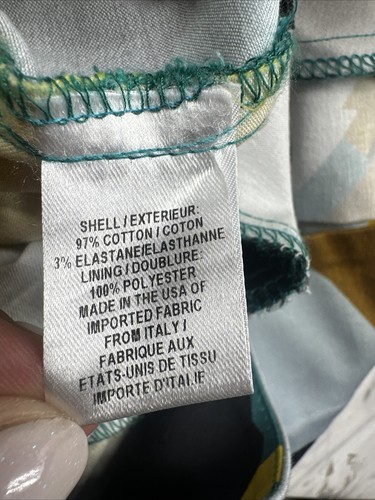 SHELL / EXTERIEUR:
97% COTTON / COTON
3% ELASTANE/ELASTHANNE
LINING / DOUBLURE:
100% POLYESTER
MADE IN THE USA OF
IMPORTED FABRIC
FROM ITALY /
FABRIQUE AUX
ETATS-UNIS DE TISSU
IMPORTE D'ITALIE